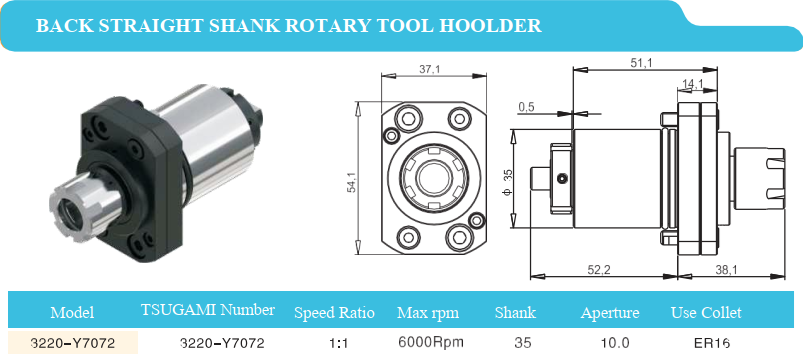 BACK STRAIGHT SHANK ROTARY TOOL HOOLDER
37,1
54,1
51,1
14,1
0,5
ϕ 35
52,2
38,1
Model TSUGAMI Number Speed Ratio Max rpm Shank Aperture Use Collet
3220-Y7072 3220-Y7072 1:1 6000Rpm 35 10.0 ER16